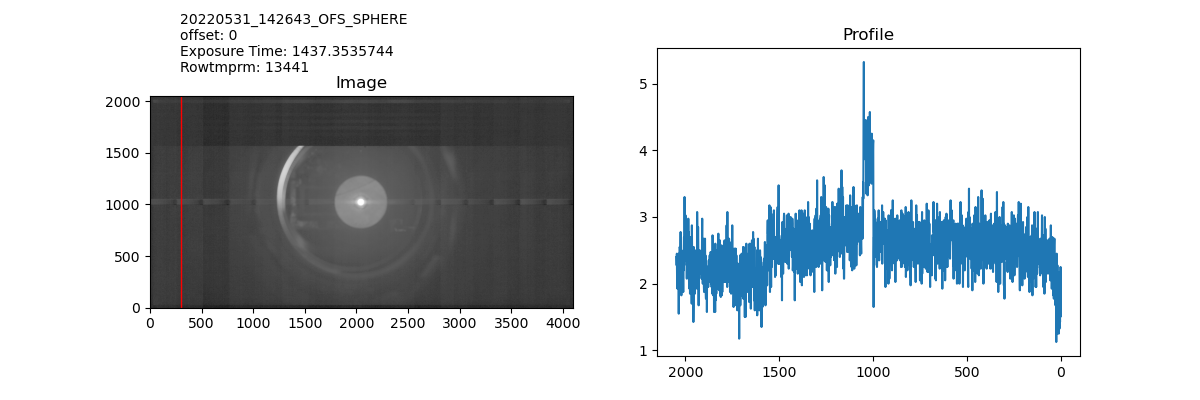 20220531_142643_OFS_SPHERE
offset: 0
Exposure Time: 1437.3535744
Rowtmprm: 13441
Image
2000
1500
1000
500
0
0 500 1000 1500 2000 2500 3000 3500 4000
Profile
5
4
3
2
1
2000 1500 1000 500 0